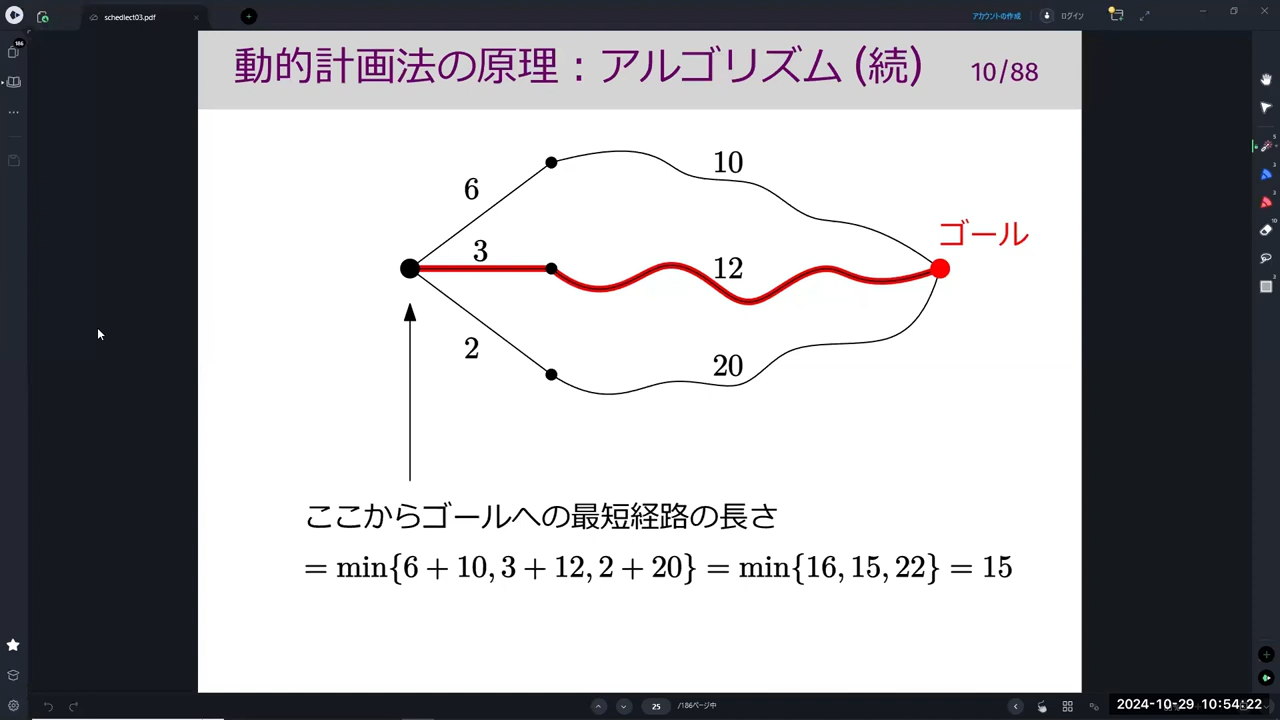 schedlect03.pdf
アカウントの作成
ログイン
186
動的計画法の原理：アルゴリズム (続)
10/88
6
10
3
12
ゴール
2
20
ここからゴールへの最短経路の長さ
= min{6 + 10, 3 + 12, 2 + 20} = min{16, 15, 22} = 15
25
/186ページ中
2024-10-29 10:54:22